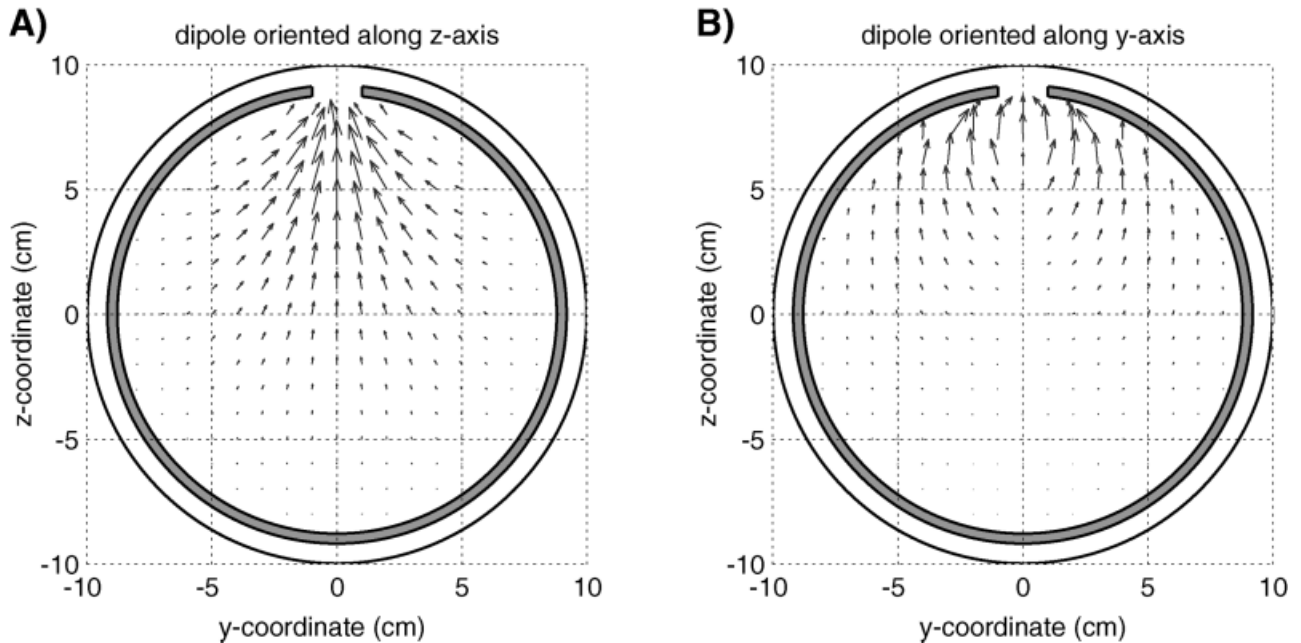 A)
dipole oriented along z-axis
z-coordinate (cm)
10
5
0
-5
-10
-10
-5
0
5
10
y-coordinate (cm)
B)
dipole oriented along y-axis
z-coordinate (cm)
10
5
0
-5
-10
-10
-5
0
5
10
y-coordinate (cm)